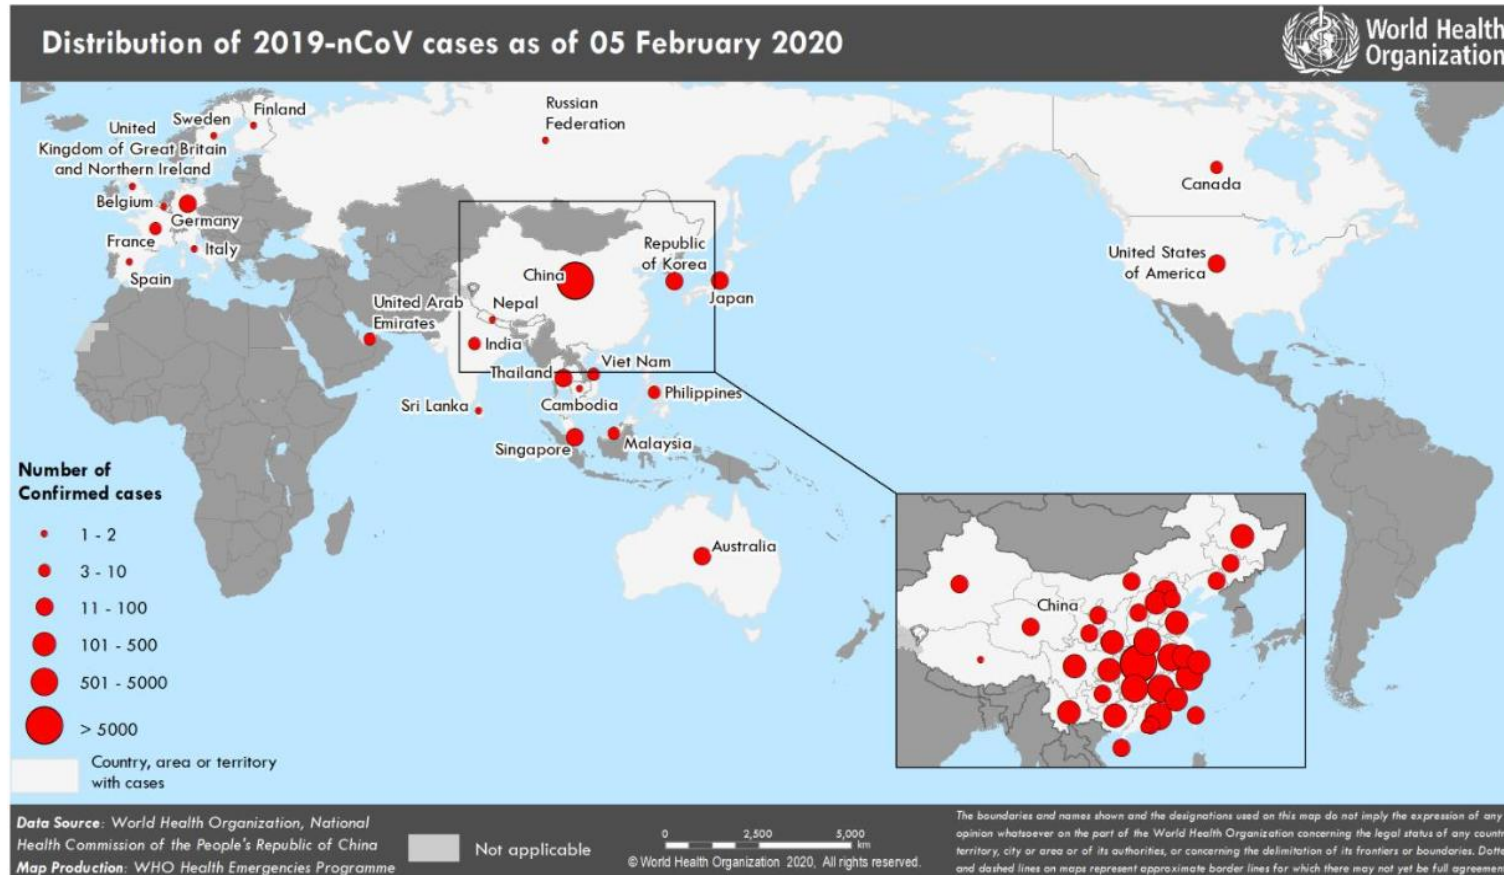 Distribution of 2019-nCoV cases as of 05 February 2020
World Health
Organization
Finland
Sweden
United
Kingdom of Great Britain
and Northern Ireland
Belgium
Germany
France
Italy
Spain
Russian
Federation
Canada
United States
of America
Republic
of Korea
China
Japan
United Arab
Emirates
Nepal
India
Viet Nam
Thailand
Philippines
Sri Lanka
Cambodia
Singapore
Malaysia
Australia
China
Number of
Confirmed cases
1 - 2
3 - 10
11 - 100
101 - 500
501 - 5000
> 5000
Country, area or territory
with cases
Data Source: World Health Organization, National
Health Commission of the People's Republic of China
Map Production: WHO Health Emergencies Programme
Not applicable
0 2,500 5,000
km
© World Health Organization 2020, All rights reserved.
The boundaries and names shown and the designations used on this map do not imply the expression of any
opinion whatsoever on the part of the World Health Organization concerning the legal status of any
territory, city or area or of its authorities, or concerning the delimitation of its frontiers or boundaries.
and dashed lines on maps represent approximate border lines for which there may not yet be full